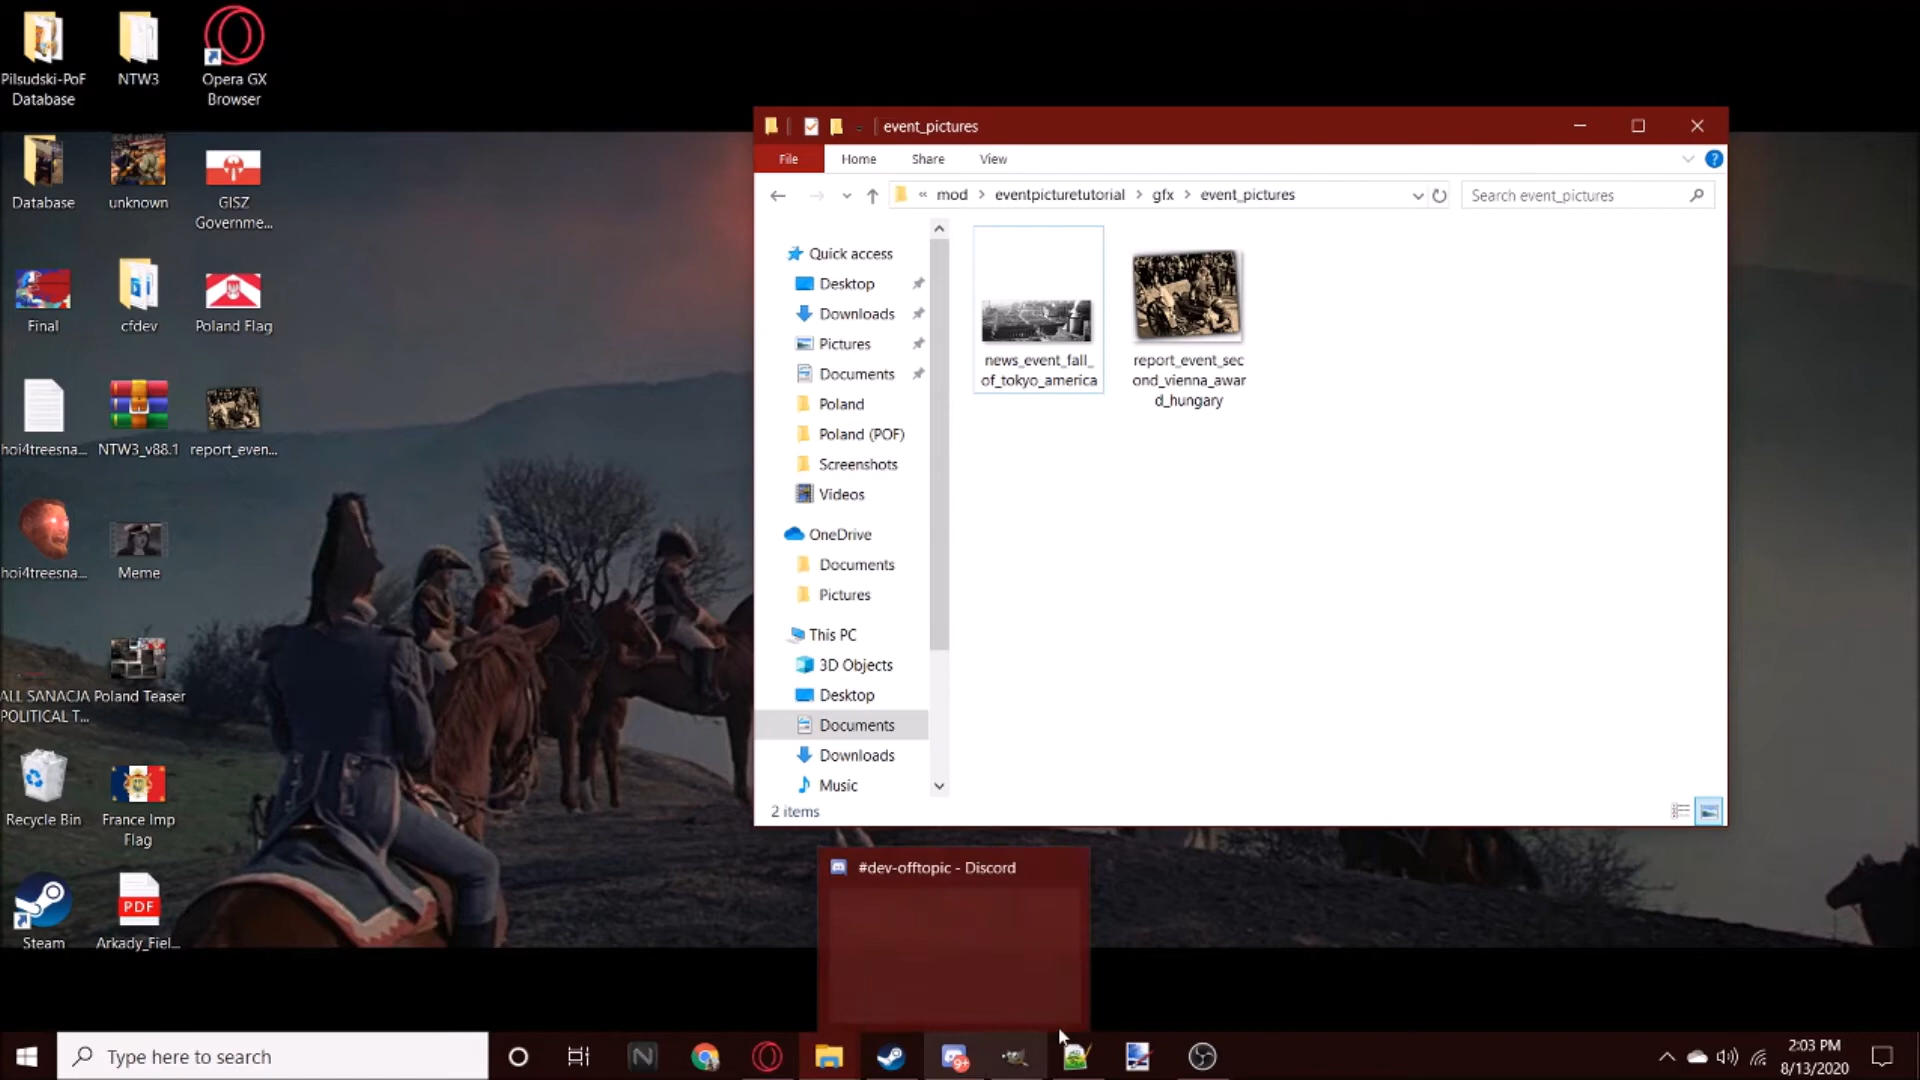 Pilsudski-PoF
Database
NTW3
Opera GX
Browser
Database
unknown
GISZ
Governme...
Final
cfdev
Poland Flag
hoi4treesna...
NTW3_v88.1
report_even...
hoi4treesna...
Meme
ALL SANACJA
POLITICAL T...
Poland Teaser
Recycle Bin
France Imp
Flag
Steam
PDF
Arkady_Fiel...
event_pictures
File
Home
Share
View
?
« mod > eventpicturetutorial > gfx > event_pictures
Search event_pictures
Quick access
Desktop
Downloads
Pictures
Documents
Poland
Poland (POF)
Screenshots
Videos
OneDrive
Documents
Pictures
This PC
3D Objects
Desktop
Documents
Downloads
Music
news_event_fall_
of_tokyo_america
report_event_sec
ond_vienna_awar
d_hungary
2 items
#dev-offtopic - Discord
Type here to search
N
9+
2:03 PM
8/13/2020